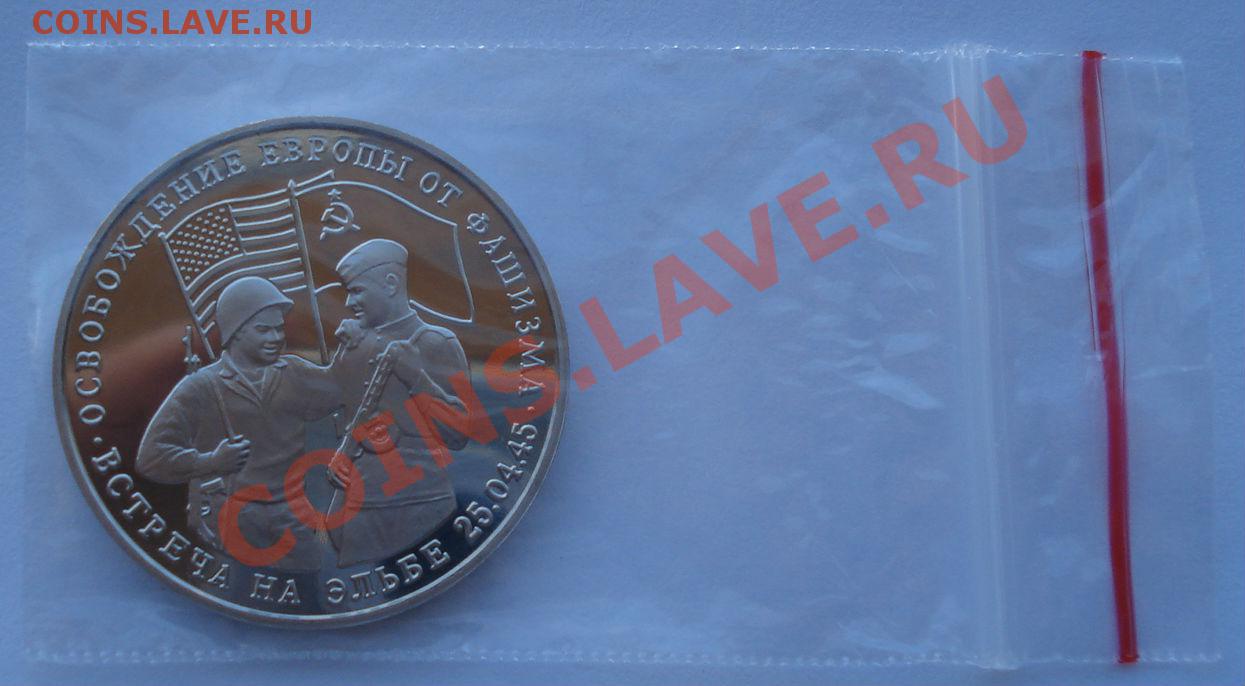 COINS.LAVE.RU
ОСВОБОЖДЕНИЕ ЕВРОПЫ ОТ ФАШИЗМА.
·ВСТРЕЧА НА ЭЛЬБЕ 25.04.45
COINS.LAVE.RU